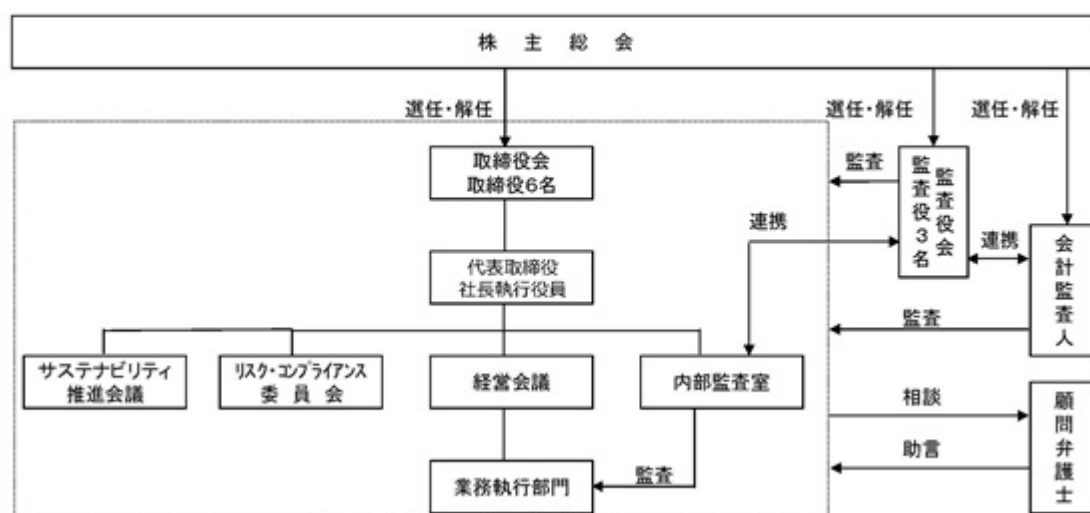 株主総会
選任・解任
選任・解任
選任・解任
取締役会
取締役6名
監査
監査役会
監査役3名
連携
連携
会計監査人
代表取締役
社長執行役員
監査
サステナビリティ
推進会議
リスク・コンプライアンス
委員会
経営会議
内部監査室
相談
顧問弁護士
助言
業務執行部門
監査